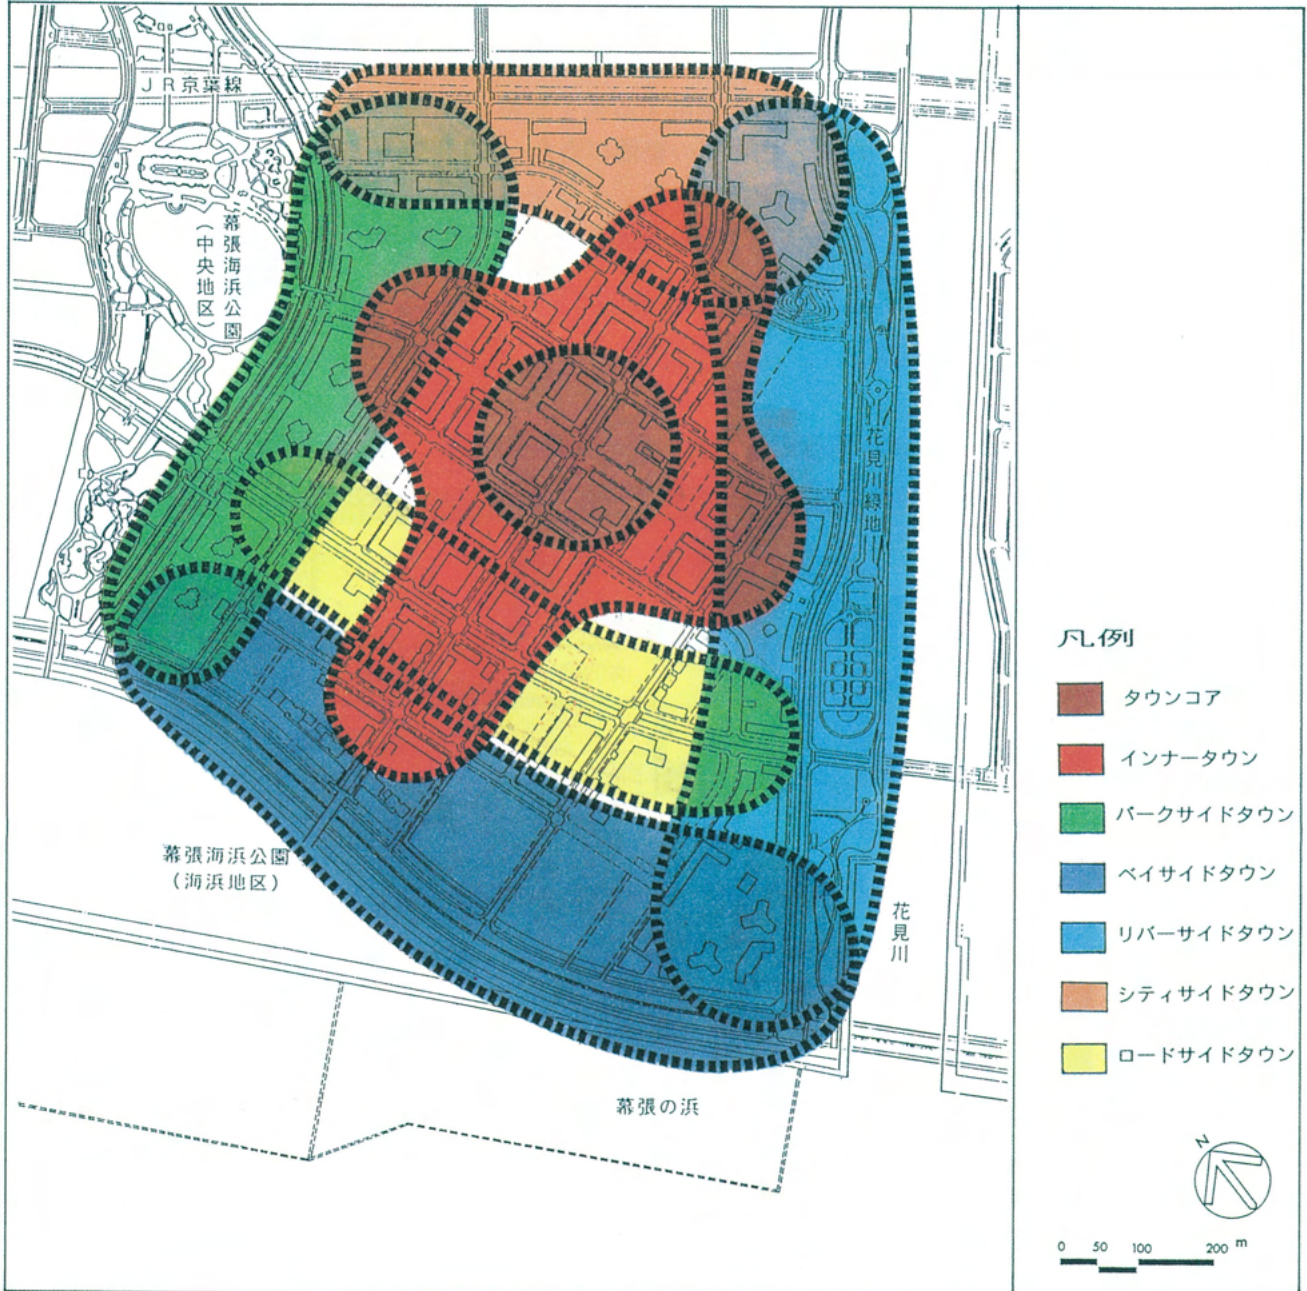 JR京葉線
幕張海浜公園
（中央地区）
花見川緑地
幕張海浜公園
（海浜地区）
花見川
幕張の浜
凡例
タウンコア
インナータウン
パークサイドタウン
ベイサイドタウン
リバーサイドタウン
シティサイドタウン
ロードサイドタウン
N
0 50 100 200 m